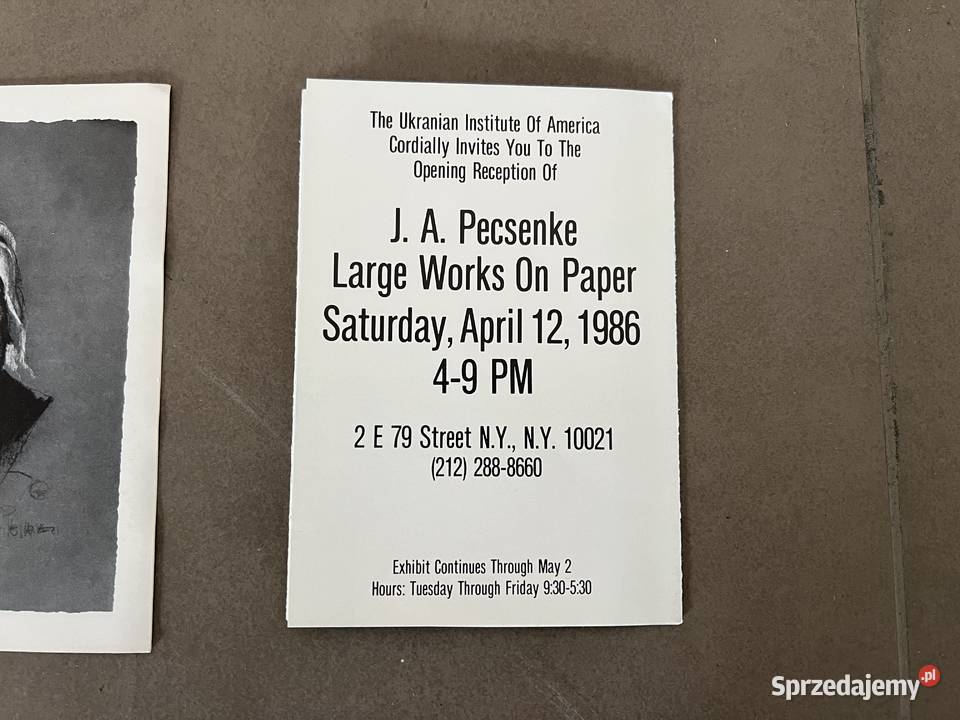 The Ukranian Institute Of America
Cordially Invites You To The
Opening Reception Of
J. A. Pecsenke
Large Works On Paper
Saturday, April 12, 1986
4-9 PM
2 E 79 Street N.Y., N.Y. 10021
(212) 288-8660
Exhibit Continues Through May 2
Hours: Tuesday Through Friday 9:30-5:30
Sprzedajemy.pl